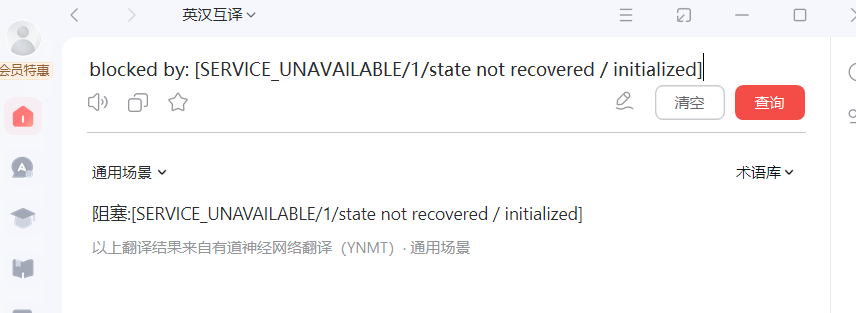 英汉互译
会员特惠
blocked by: [SERVICE_UNAVAILABLE/1/state not recovered / initialized]
清空
查询
通用场景
术语库
阻塞:[SERVICE_UNAVAILABLE/1/state not recovered / initialized]
以上翻译结果来自有道神经网络翻译（YNMT）· 通用场景